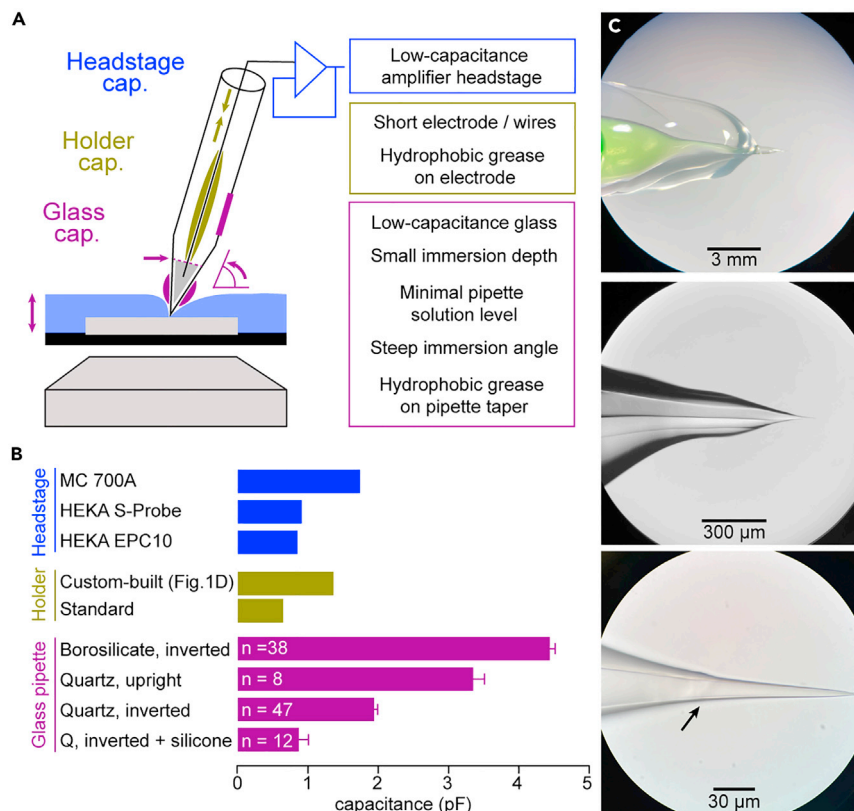 A
Headstage
cap.
Holder
cap.
Glass
cap.
Low-capacitance
amplifier headstage
Short electrode / wires
Hydrophobic grease
on electrode
Low-capacitance glass
Small immersion depth
Minimal pipette
solution level
Steep immersion angle
Hydrophobic grease
on pipette taper
B
Headstage
MC 700A
HEKA S-Probe
HEKA EPC10
Holder
Custom-built (Fig.1D)
Standard
Glass pipette
Borosilicate, inverted
n =38
Quartz, upright
n = 8
Quartz, inverted
n = 47
Q, inverted + silicone
n = 12
0 1 2 3 4 5
capacitance (pF)
C
3 mm
300 μm
30 μm